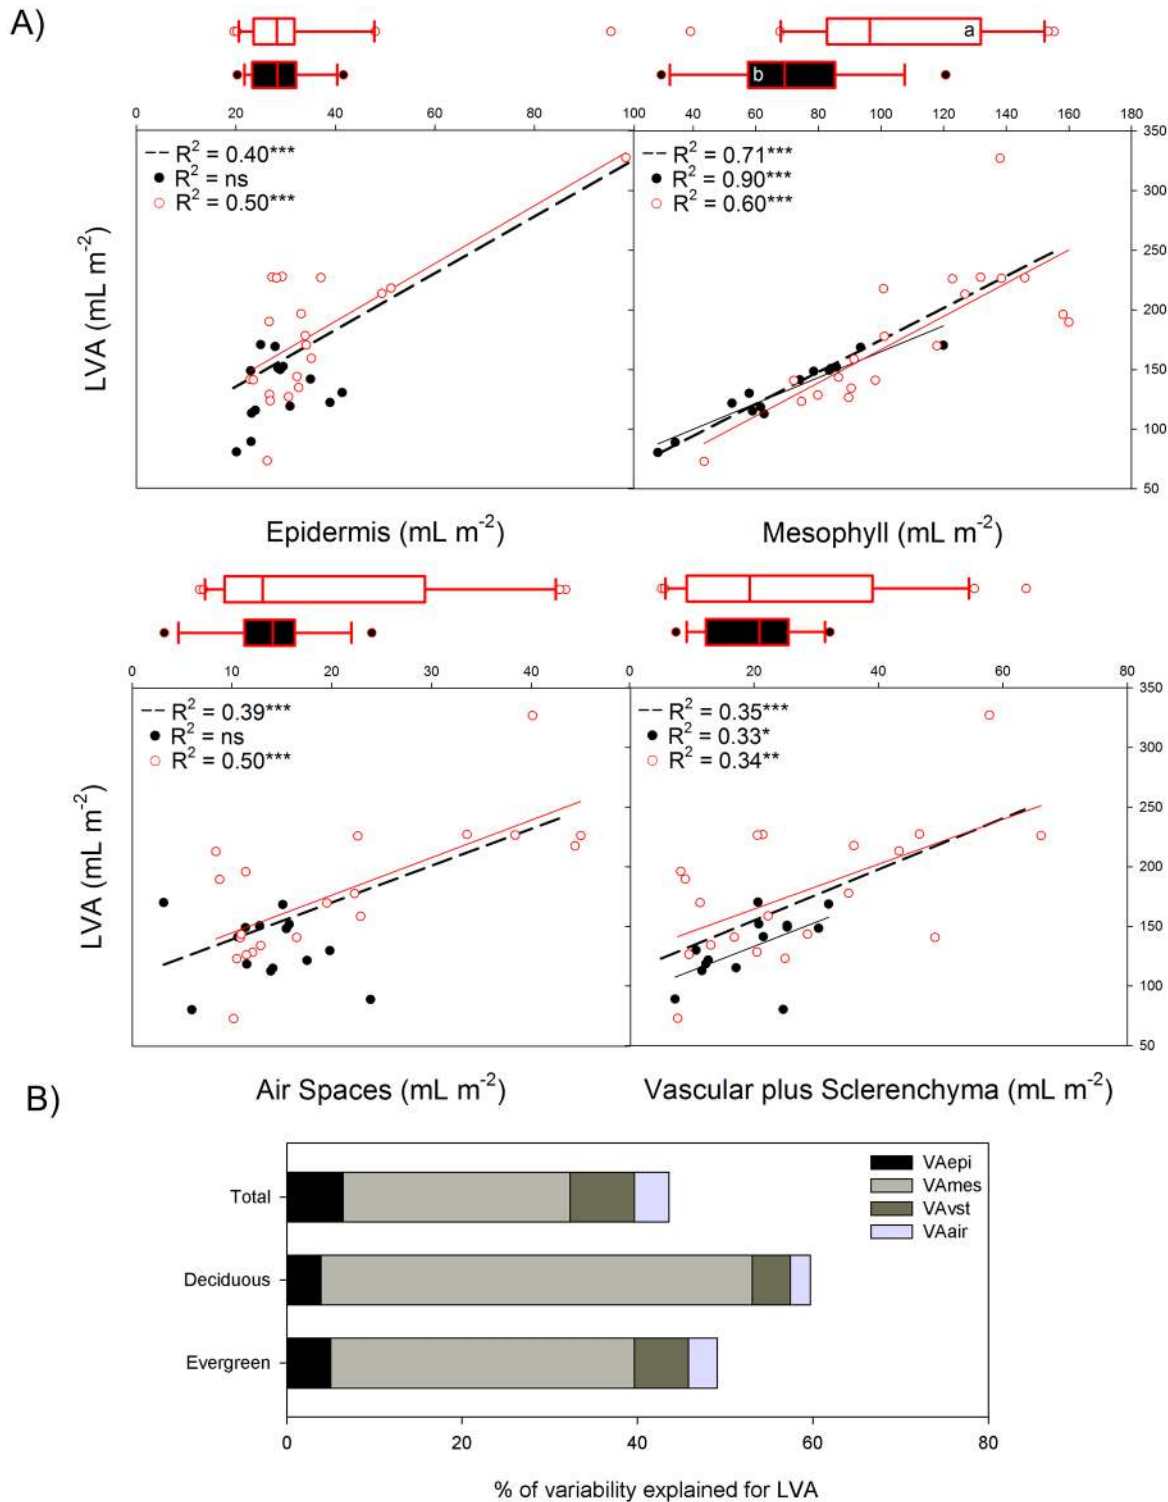 A)
a
b
0 20 40 60 80 100
40 60 80 100 120 140 160 180
R² = 0.40***
R² = ns
R² = 0.50***
R² = 0.71***
R² = 0.90***
R² = 0.60***
350
300
250
200
150
100
50
LVA (mL m⁻²)
Epidermis (mL m⁻²)
Mesophyll (mL m⁻²)
0 10 20 30 40
0 20 40 60 80
R² = 0.39***
R² = ns
R² = 0.50***
R² = 0.35***
R² = 0.33*
R² = 0.34**
350
300
250
200
150
100
50
LVA (mL m⁻²)
Air Spaces (mL m⁻²)
Vascular plus Sclerenchyma (mL m⁻²)
B)
VAepi
VAmes
VAvst
VAair
Total
Deciduous
Evergreen
0 20 40 60 80
% of variability explained for LVA